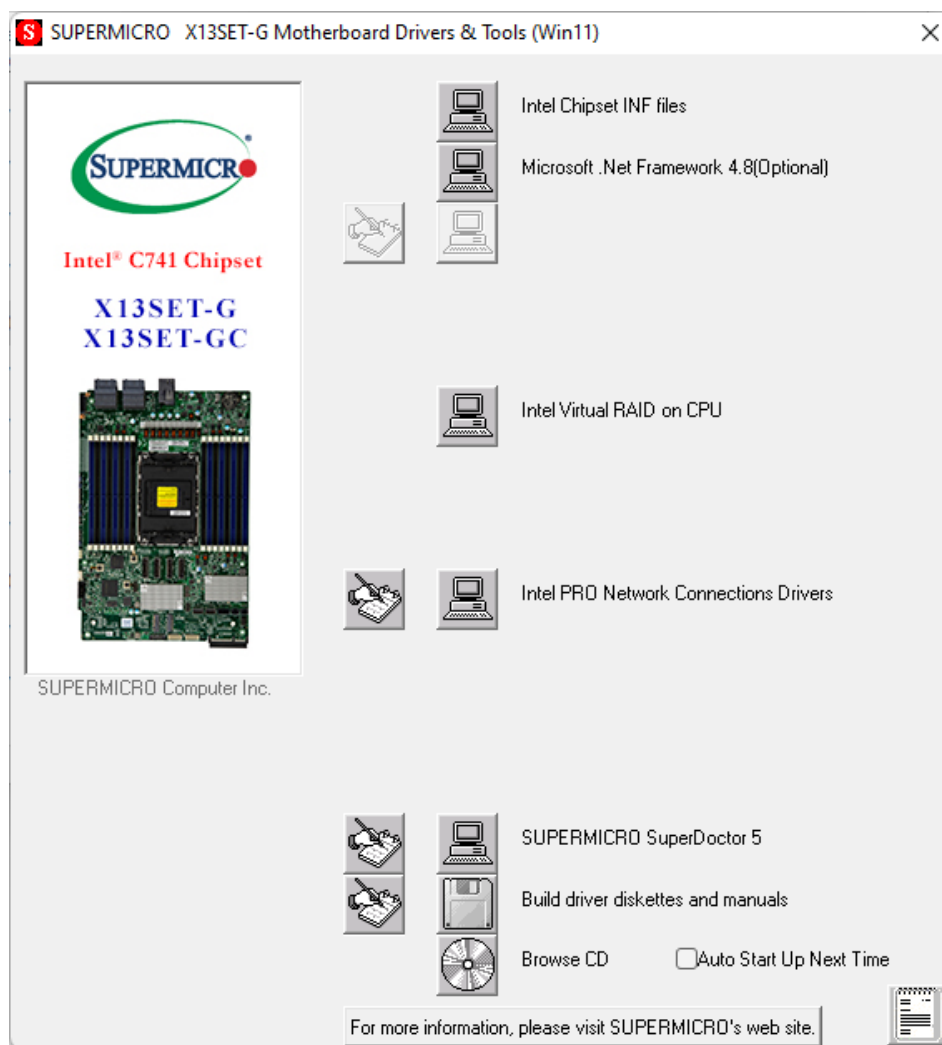 S SUPERMICRO X13SET-G Motherboard Drivers & Tools (Win11)
SUPERMICR
Intel® C741 Chipset
X13SET-G
X13SET-GC
SUPERMICRO Computer Inc.
Intel Chipset INF files
Microsoft .Net Framework 4.8(Optional)
Intel Virtual RAID on CPU
Intel PRO Network Connections Drivers
SUPERMICRO SuperDoctor 5
Build driver diskettes and manuals
Browse CD
Auto Start Up Next Time
For more information, please visit SUPERMICRO's web site.